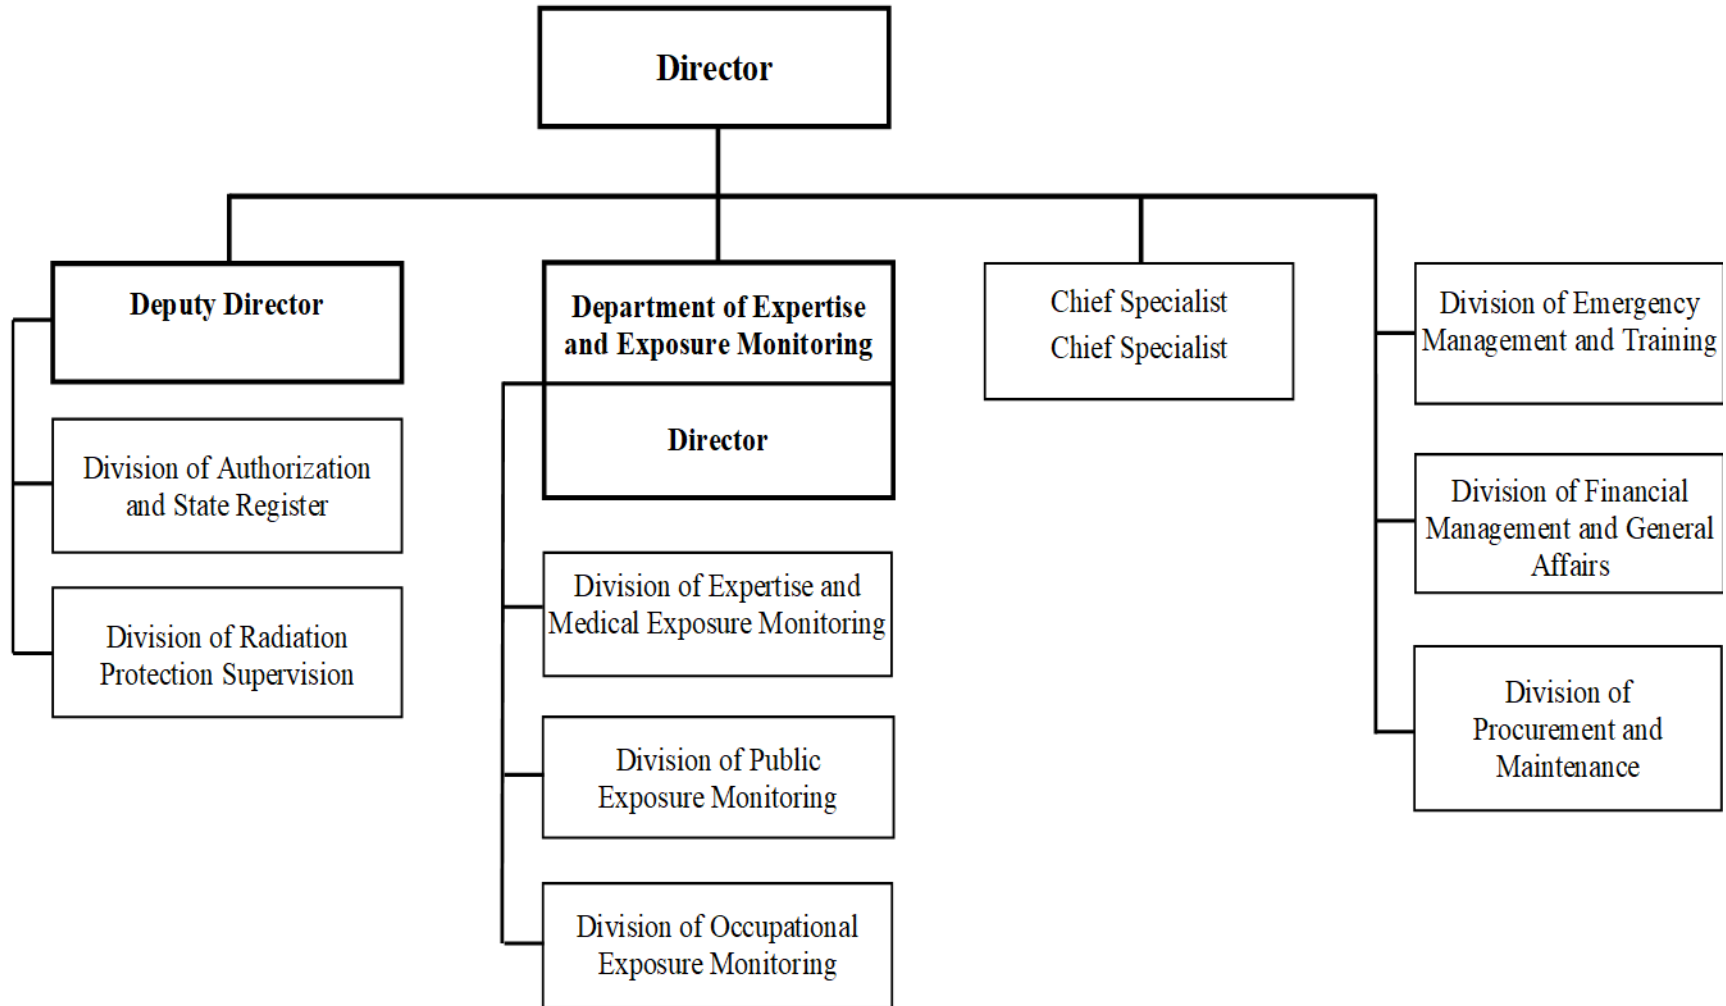 Director
Deputy Director
Division of Authorization
and State Register
Division of Radiation
Protection Supervision
Department of Expertise
and Exposure Monitoring
Director
Division of Expertise and
Medical Exposure Monitoring
Division of Public
Exposure Monitoring
Division of Occupational
Exposure Monitoring
Chief Specialist
Chief Specialist
Division of Emergency
Management and Training
Division of Financial
Management and General
Affairs
Division of
Procurement and
Maintenance